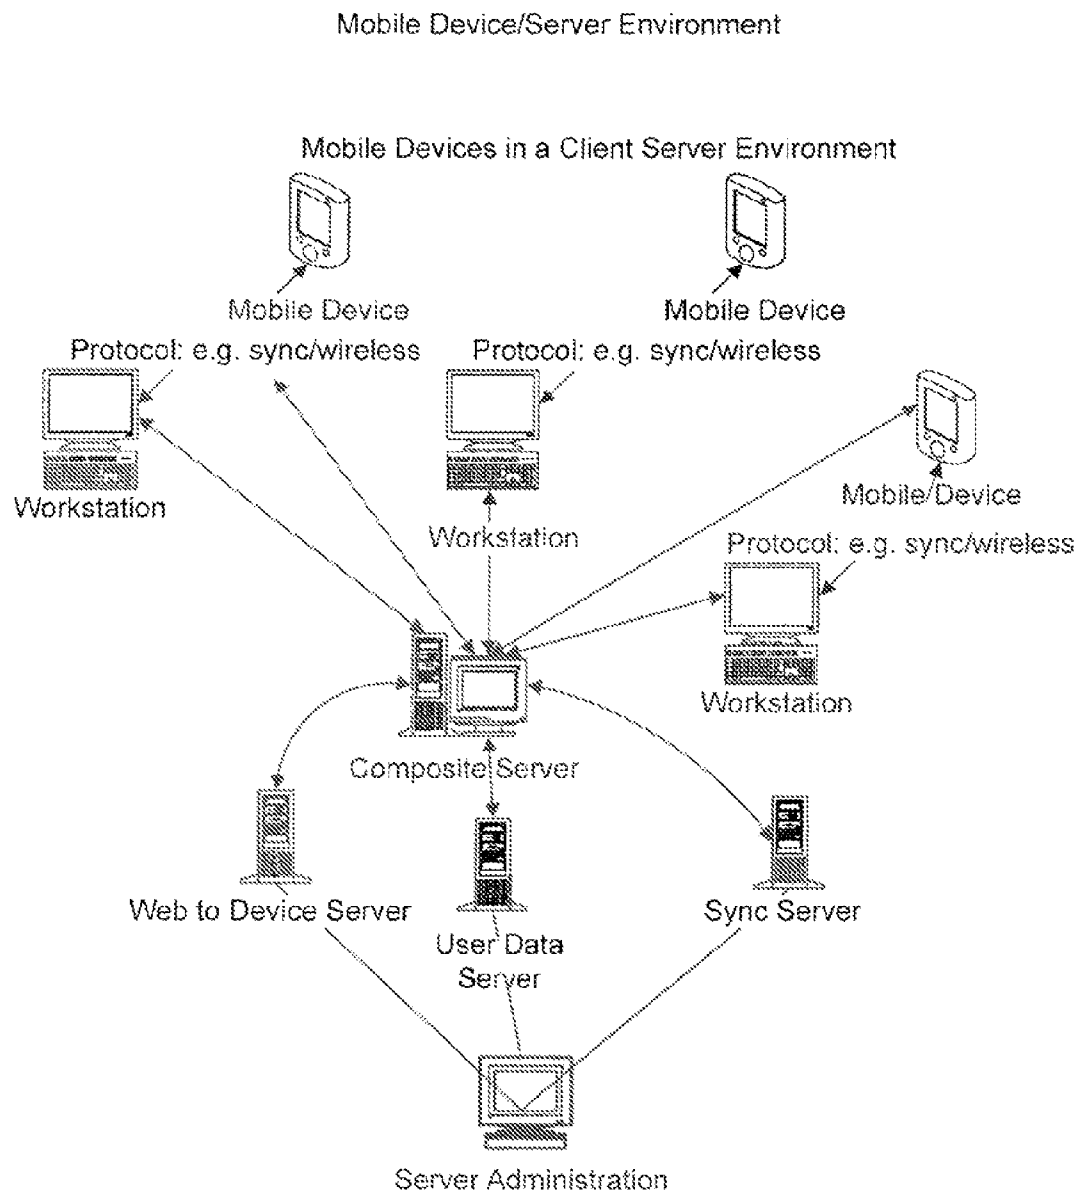 Mobile Device/Server Environment
Mobile Devices in a Client Server Environment
Mobile Device
Mobile Device
Protocol: e.g. sync/wireless
Protocol: e.g. sync/wireless
Workstation
Mobile Device
Workstation
Protocol: e.g. sync/wireless
Workstation
Composite Server
Web to Device Server
Sync Server
User Data
Server
Server Administration